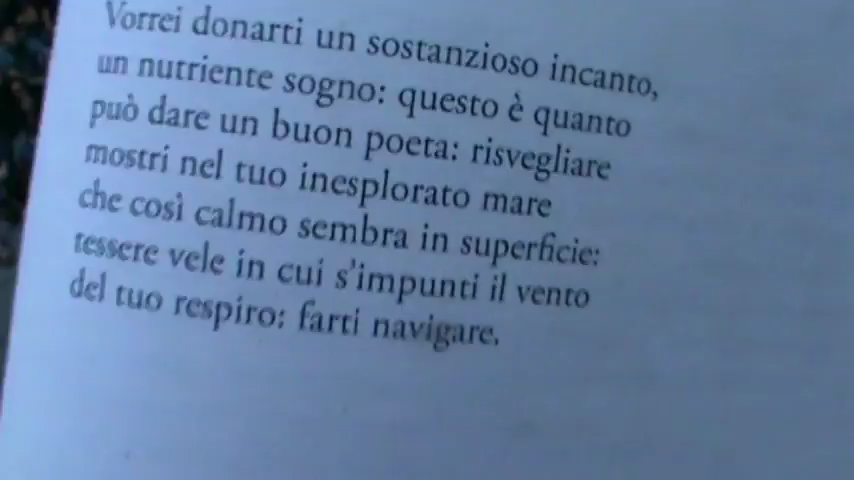 Vorrei donarti un sostanzioso incanto,
un nutriente sogno: questo è quanto
può dare un buon poeta: risvegliare
mostri nel tuo inesplorato mare
che così calmo sembra in superficie:
tessere vele in cui s'impunti il vento
del tuo respiro: farti navigare.